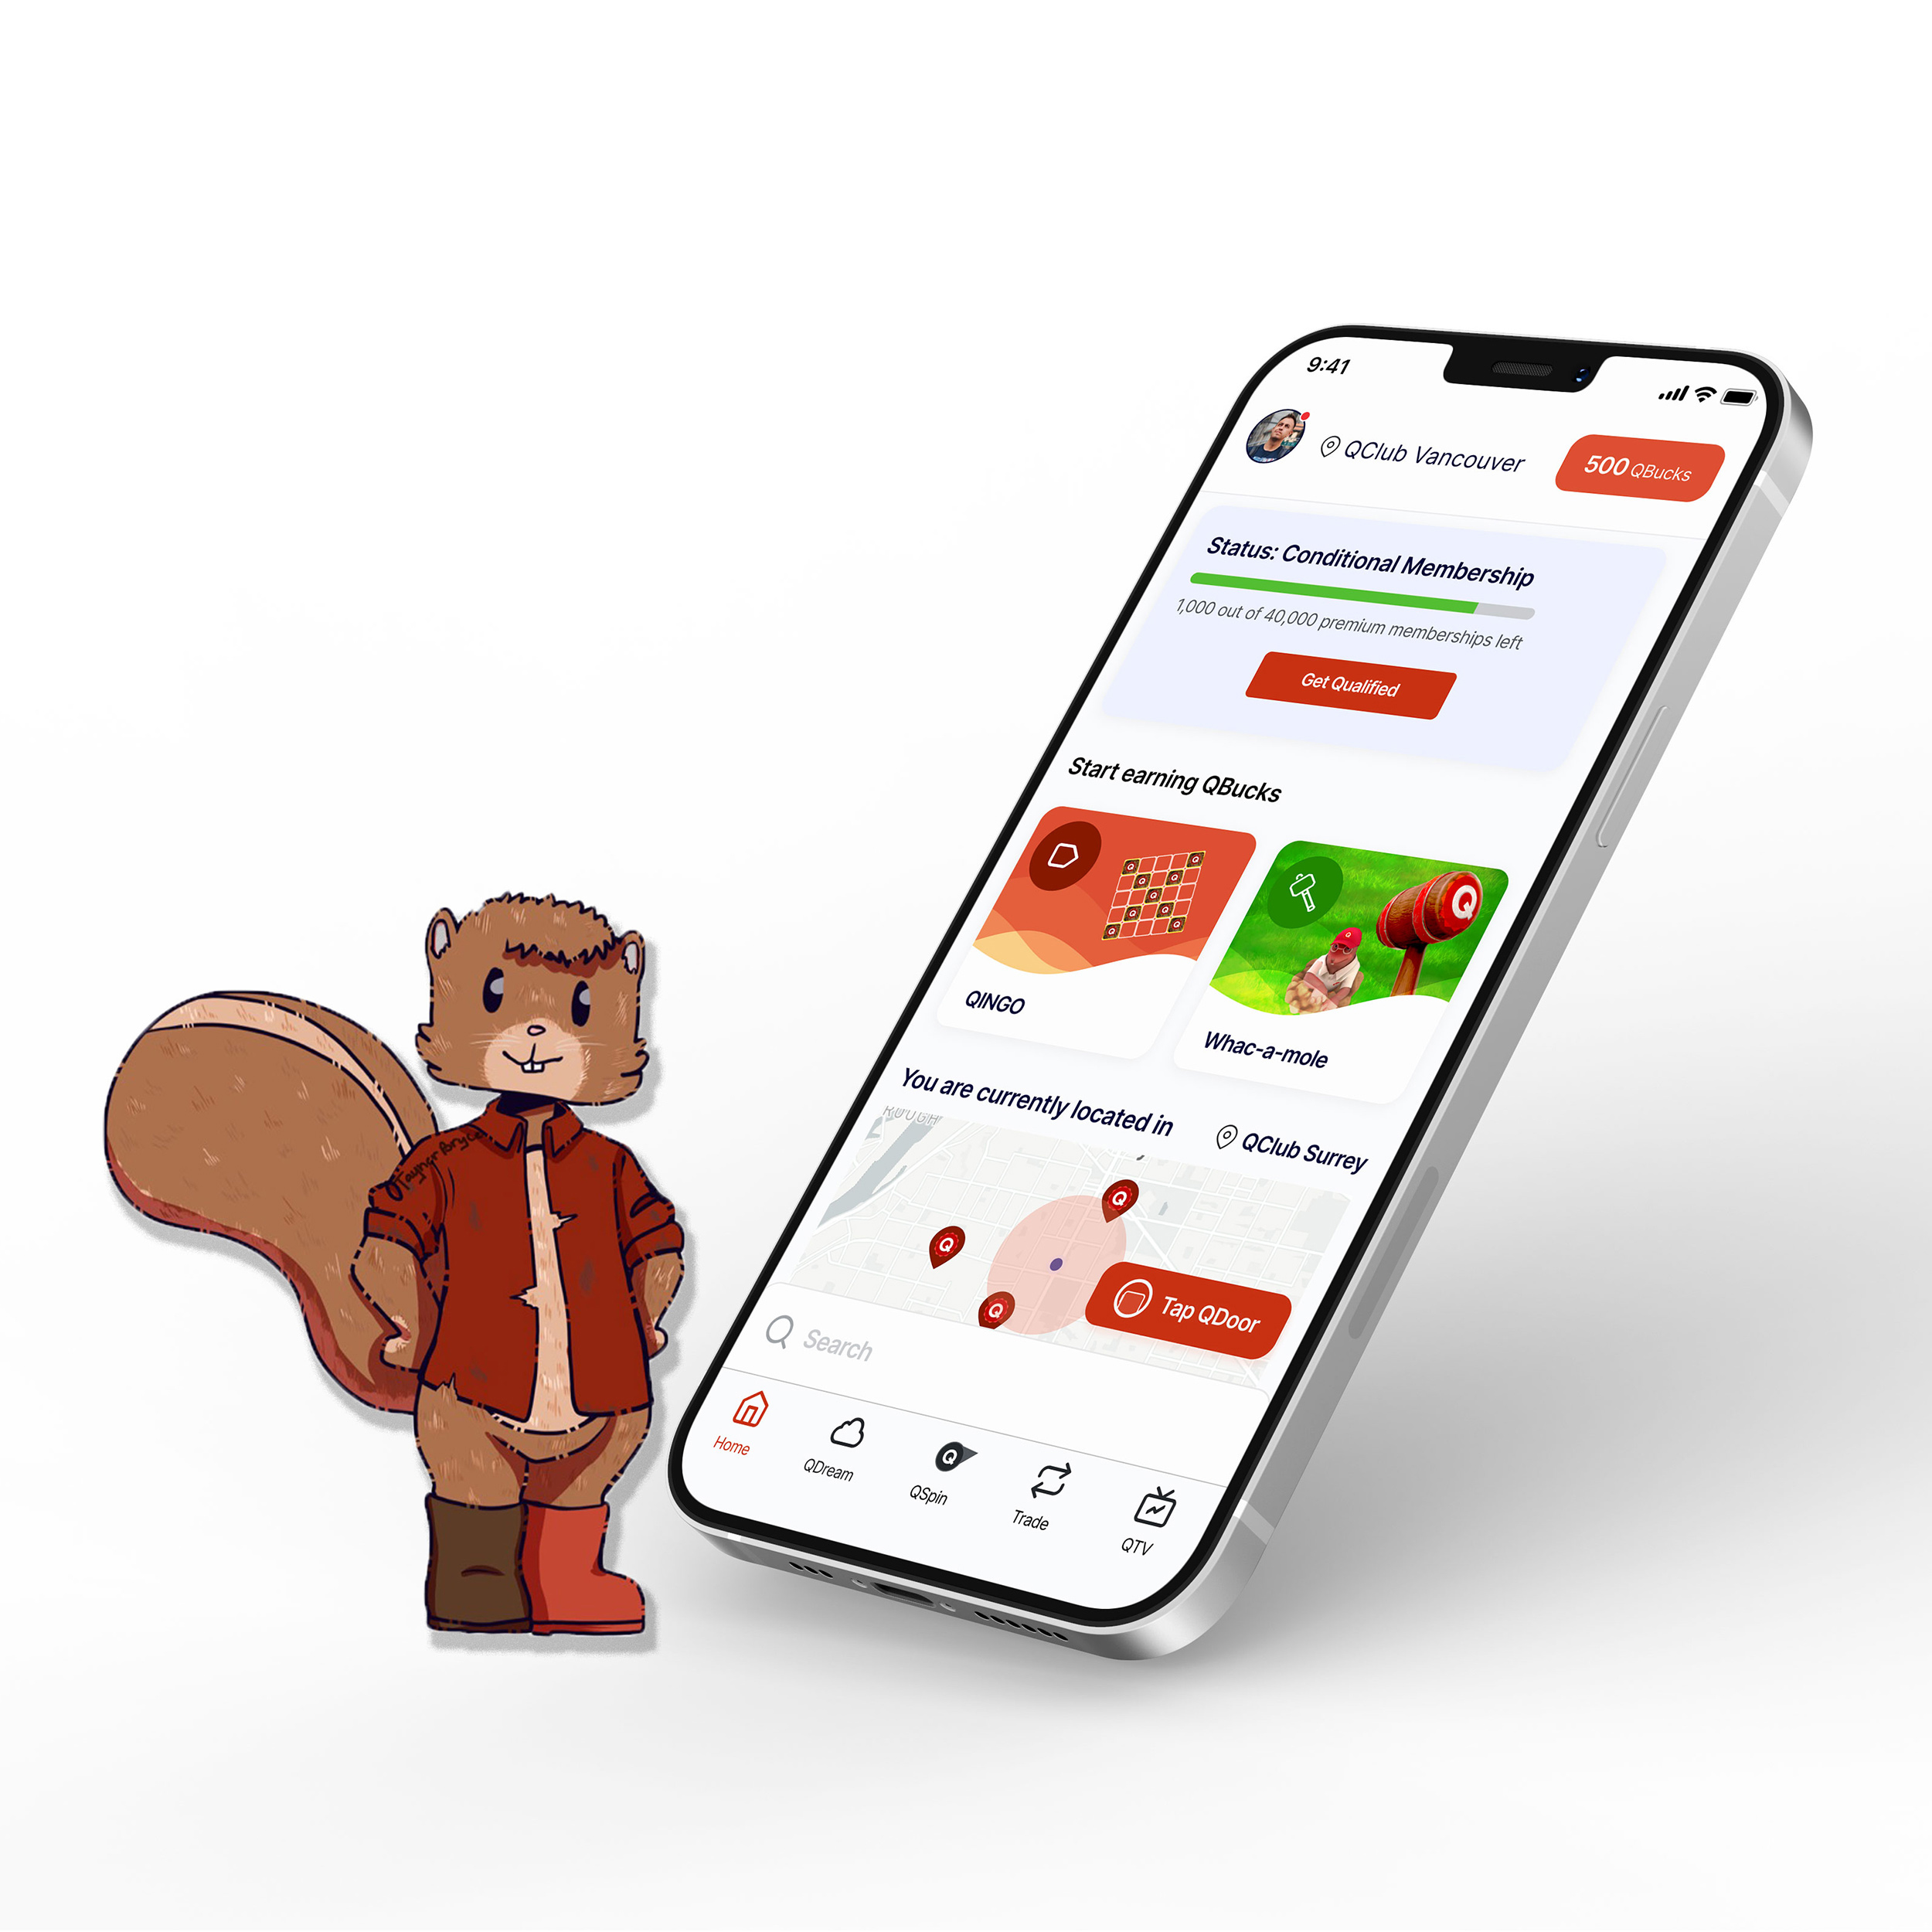 9:41
QClub Vancouver
500 QBucks
Status: Conditional Membership
1,000 out of 40,000 premium memberships left
Get Qualified
Start earning QBucks
Q Q
Q Q
Q
Q Q
Q Q
Q
Q
QINGO
Whac-a-mole
You are currently located in
QClub Surrey
Q
Q
Q
Tap QDoor
Search
Q
Home
QDream
QSpin
Trade
QTV